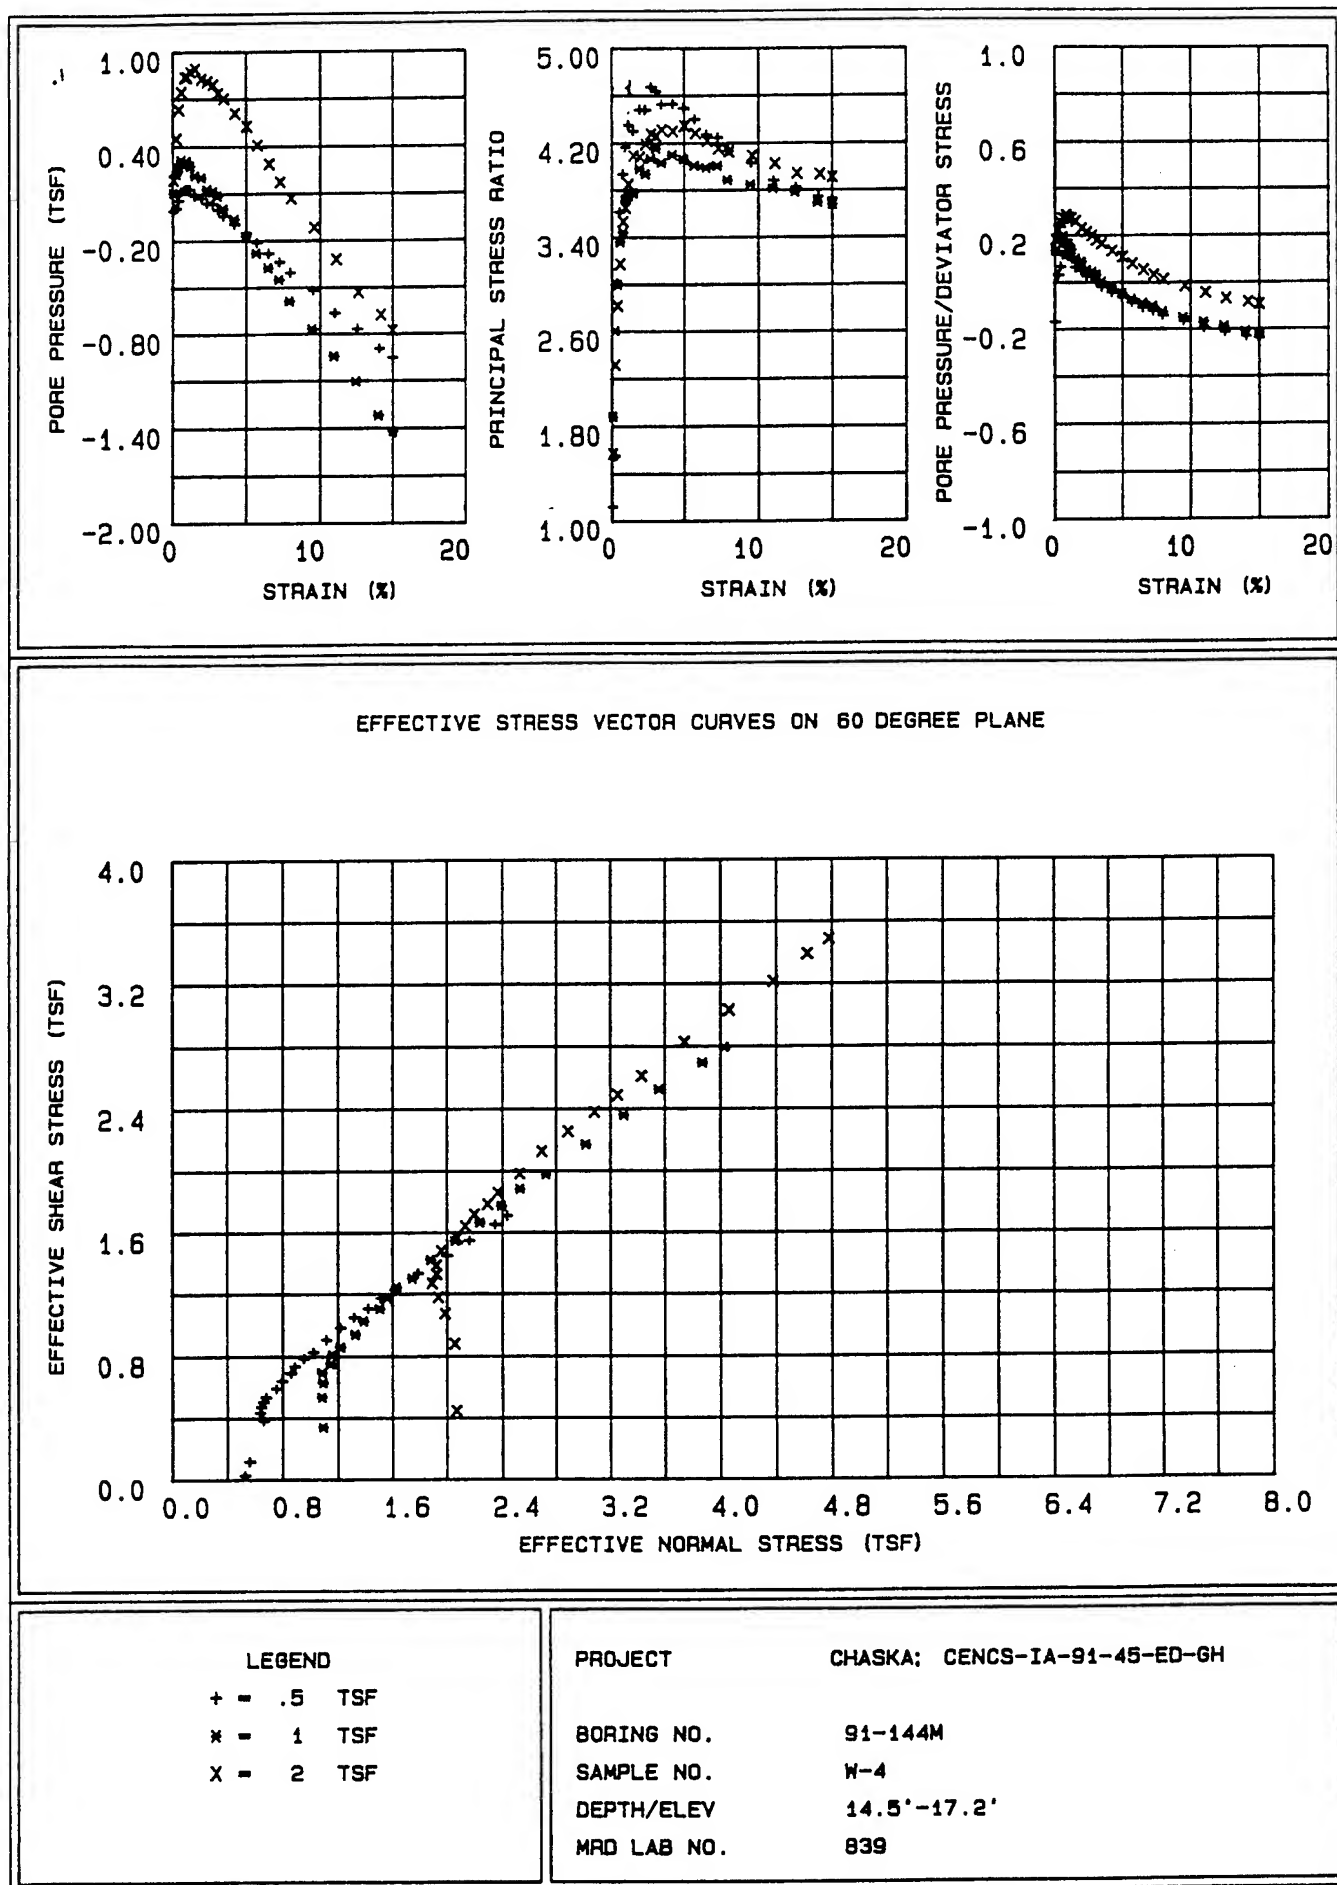 1.00
0.40
-0.20
-0.80
-1.40
-2.00
PORE PRESSURE (TSF)
0 10 20
STRAIN (%)
5.00
4.20
3.40
2.60
1.80
1.00
PRINCIPAL STRESS RATIO
0 10 20
STRAIN (%)
1.0
0.6
0.2
-0.2
-0.6
-1.0
PORE PRESSURE/DEVIATOR STRESS
0 10 20
STRAIN (%)
EFFECTIVE STRESS VECTOR CURVES ON 60 DEGREE PLANE
4.0
3.2
2.4
1.6
0.8
0.0
EFFECTIVE SHEAR STRESS (TSF)
0.0 0.8 1.6 2.4 3.2 4.0 4.8 5.6 6.4 7.2 8.0
EFFECTIVE NORMAL STRESS (TSF)
LEGEND
+ = .5 TSF
* = 1 TSF
X = 2 TSF
PROJECT CHASKA; CENCS-IA-91-45-ED-GH
BORING NO. 91-144M
SAMPLE NO. W-4
DEPTH/ELEV 14.5'-17.2'
MRD LAB NO. 839